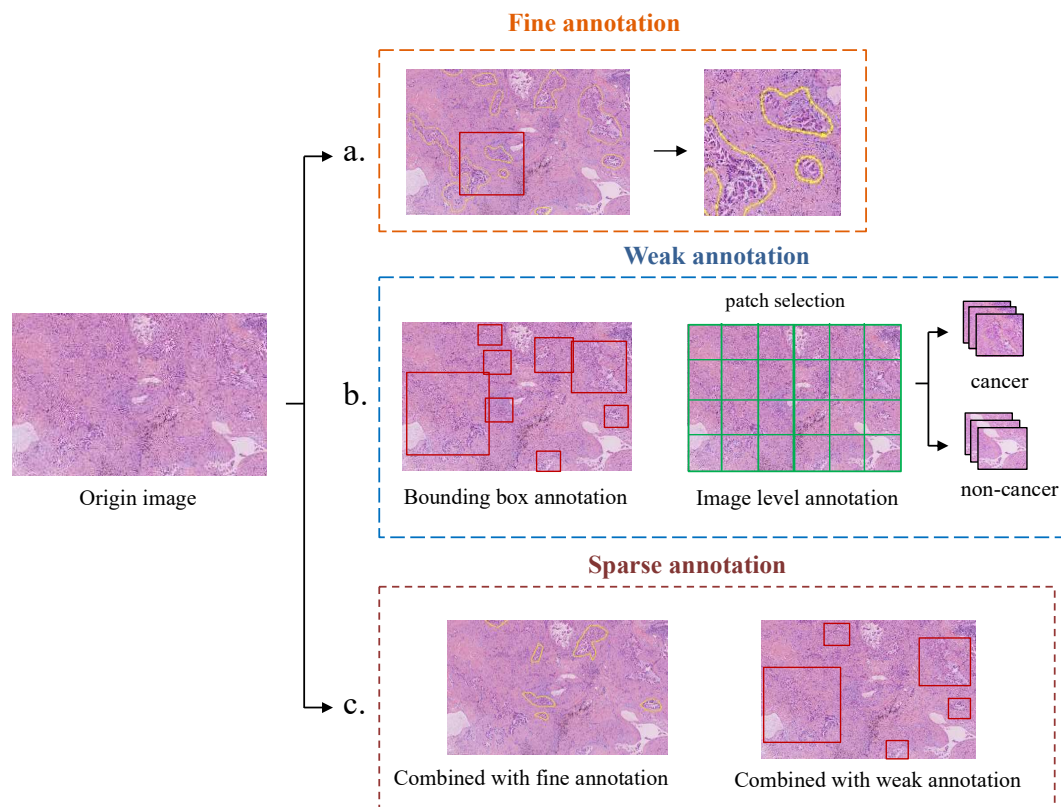 Fine annotation
a.
Weak annotation
patch selection
cancer
b.
non-cancer
Origin image
Bounding box annotation
Image level annotation
Sparse annotation
c.
Combined with fine annotation
Combined with weak annotation